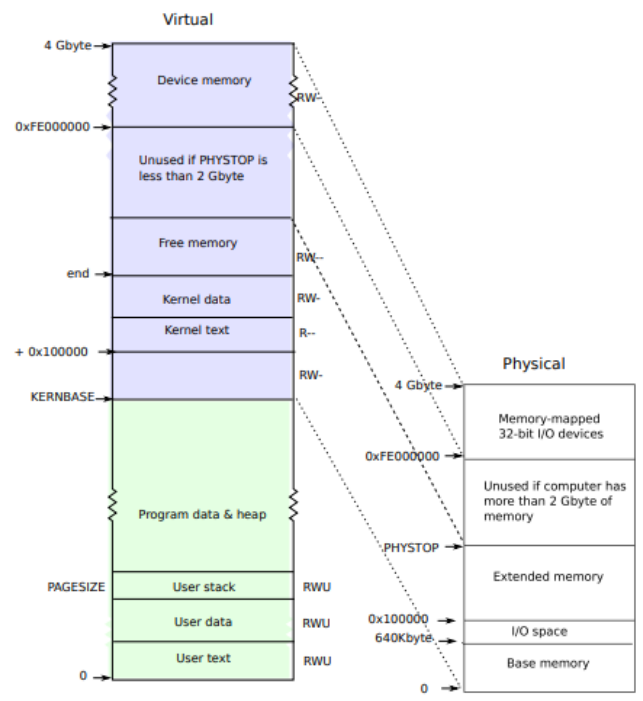 Virtual
4 Gbyte
Device memory
RW-
0xFE000000
Unused if PHYSTOP is
less than 2 Gbyte
Free memory
RW--
end
Kernel data
RW-
Kernel text
R--
+ 0x100000
RW-
KERNBASE
Program data & heap
PAGESIZE
User stack
RWU
User data
RWU
User text
RWU
0
Physical
4 Gbyte
Memory-mapped
32-bit I/O devices
0xFE000000
Unused if computer has
more than 2 Gbyte of
memory
PHYSTOP
Extended memory
0x100000
I/O space
640Kbyte
Base memory
0